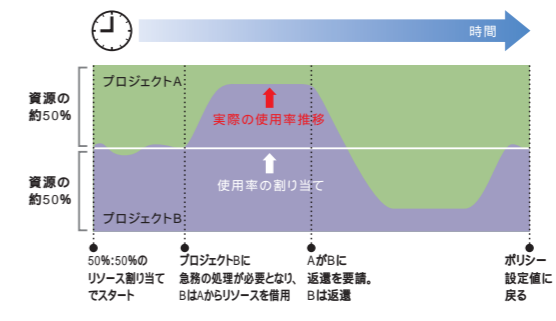 時間
プロジェクトA
資源の
約50%
実際の使用率推移
使用率の割り当て
資源の
約50%
プロジェクトB
50%:50%の
リソース割り当て
でスタート
プロジェクトBに
急務の処理が必要となり、
BはAからリソースを借用
AがBに
返還を要請。
Bは返還
ポリシー
設定値に
戻る